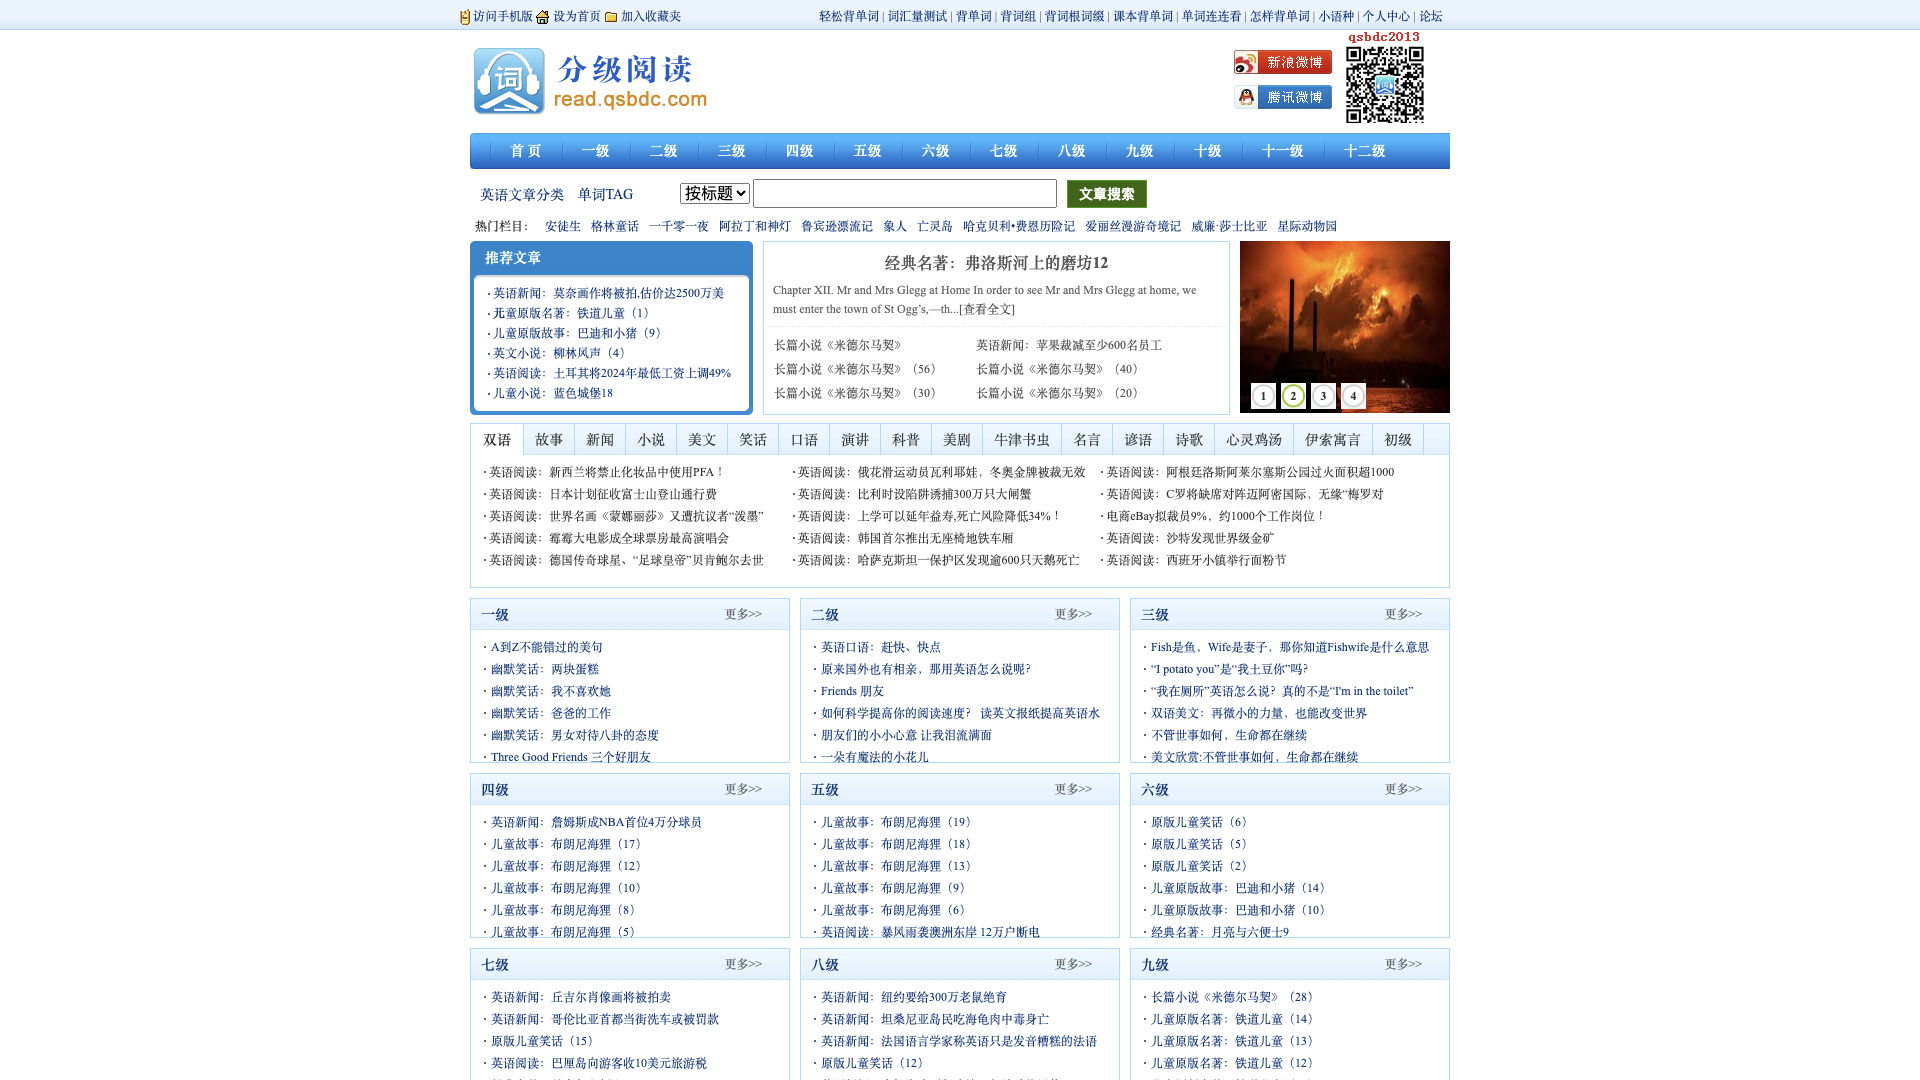 访问手机版 设为首页 加入收藏夹
轻松背单词 | 词汇量测试 | 背单词 | 背词组 | 背词根词缀 | 课本背单词 | 单词连连看 | 怎样背单词 | 小语种 | 个人中心 | 论坛
qsbdc2013
词 分级阅读
read.qsbdc.com
新浪微博
腾讯微博
首 页 一级 二级 三级 四级 五级 六级 七级 八级 九级 十级 十一级 十二级
英语文章分类 单词TAG 按标题 文章搜索
热门栏目： 安徒生 格林童话 一千零一夜 阿拉丁和神灯 鲁宾逊漂流记 象人 亡灵岛 哈克贝利•费恩历险记 爱丽丝漫游奇境记 威廉·莎士比亚 星际动物园
推荐文章
·英语新闻：莫奈画作将被拍,估价达2500万美
·儿童原版名著：铁道儿童（1）
·儿童原版故事：巴迪和小猪（9）
·英文小说：柳林风声（4）
·英语阅读：土耳其将2024年最低工资上调49%
·儿童小说：蓝色城堡18
经典名著：弗洛斯河上的磨坊12
Chapter XII. Mr and Mrs Glegg at Home In order to see Mr and Mrs Glegg at home, we
must enter the town of St Ogg’s,—th...[查看全文]
长篇小说《米德尔马契》 英语新闻：苹果裁减至少600名员工
长篇小说《米德尔马契》（56） 长篇小说《米德尔马契》（40）
长篇小说《米德尔马契》（30） 长篇小说《米德尔马契》（20）
1 2 3 4
双语 故事 新闻 小说 美文 笑话 口语 演讲 科普 美剧 牛津书虫 名言 谚语 诗歌 心灵鸡汤 伊索寓言 初级
·英语阅读：新西兰将禁止化妆品中使用PFA！ ·英语阅读：俄花滑运动员瓦利耶娃，冬奥金牌被裁无效 ·英语阅读：阿根廷洛斯阿莱尔塞斯公园过火面积超1000
·英语阅读：日本计划征收富士山登山通行费 ·英语阅读：比利时设陷阱诱捕300万只大闸蟹 ·英语阅读：C罗将缺席对阵迈阿密国际，无缘“梅罗对
·英语阅读：世界名画《蒙娜丽莎》又遭抗议者“泼墨” ·英语阅读：上学可以延年益寿,死亡风险降低34%！ ·电商eBay拟裁员9%，约1000个工作岗位！
·英语阅读：霉霉大电影成全球票房最高演唱会 ·英语阅读：韩国首尔推出无座椅地铁车厢 ·英语阅读：沙特发现世界级金矿
·英语阅读：德国传奇球星、“足球皇帝”贝肯鲍尔去世 ·英语阅读：哈萨克斯坦一保护区发现逾600只天鹅死亡 ·英语阅读：西班牙小镇举行面粉节
一级 更多>>
· A到Z不能错过的美句
· 幽默笑话：两块蛋糕
· 幽默笑话：我不喜欢她
· 幽默笑话：爸爸的工作
· 幽默笑话：男女对待八卦的态度
· Three Good Friends 三个好朋友
二级 更多>>
· 英语口语：赶快、快点
· 原来国外也有相亲，那用英语怎么说呢?
· Friends 朋友
· 如何科学提高你的阅读速度? 读英文报纸提高英语水
· 朋友们的小小心意 让我泪流满面
· 一朵有魔法的小花儿
三级 更多>>
· Fish是鱼，Wife是妻子，那你知道Fishwife是什么意思
· “I potato you”是“我土豆你”吗?
· “我在厕所”英语怎么说？真的不是“I'm in the toilet”
· 双语美文：再微小的力量，也能改变世界
· 不管世事如何，生命都在继续
· 美文欣赏:不管世事如何，生命都在继续
四级 更多>>
· 英语新闻：詹姆斯成NBA首位4万分球员
· 儿童故事：布朗尼海狸（17）
· 儿童故事：布朗尼海狸（12）
· 儿童故事：布朗尼海狸（10）
· 儿童故事：布朗尼海狸（8）
· 儿童故事：布朗尼海狸（5）
五级 更多>>
· 儿童故事：布朗尼海狸（19）
· 儿童故事：布朗尼海狸（18）
· 儿童故事：布朗尼海狸（13）
· 儿童故事：布朗尼海狸（9）
· 儿童故事：布朗尼海狸（6）
· 英语阅读：暴风雨袭澳洲东岸 12万户断电
六级 更多>>
· 原版儿童笑话（6）
· 原版儿童笑话（5）
· 原版儿童笑话（2）
· 儿童原版故事：巴迪和小猪（14）
· 儿童原版故事：巴迪和小猪（10）
· 经典名著：月亮与六便士9
七级 更多>>
· 英语新闻：丘吉尔肖像画将被拍卖
· 英语新闻：哥伦比亚首都当街洗车或被罚款
· 原版儿童笑话（15）
· 英语阅读：巴厘岛向游客收10美元旅游税
八级 更多>>
· 英语新闻：纽约要给300万老鼠绝育
· 英语新闻：坦桑尼亚岛民吃海龟肉中毒身亡
· 英语新闻：法国语言学家称英语只是发音糟糕的法语
· 原版儿童笑话（12）
九级 更多>>
· 长篇小说《米德尔马契》（28）
· 儿童原版名著：铁道儿童（14）
· 儿童原版名著：铁道儿童（13）
· 儿童原版名著：铁道儿童（12）